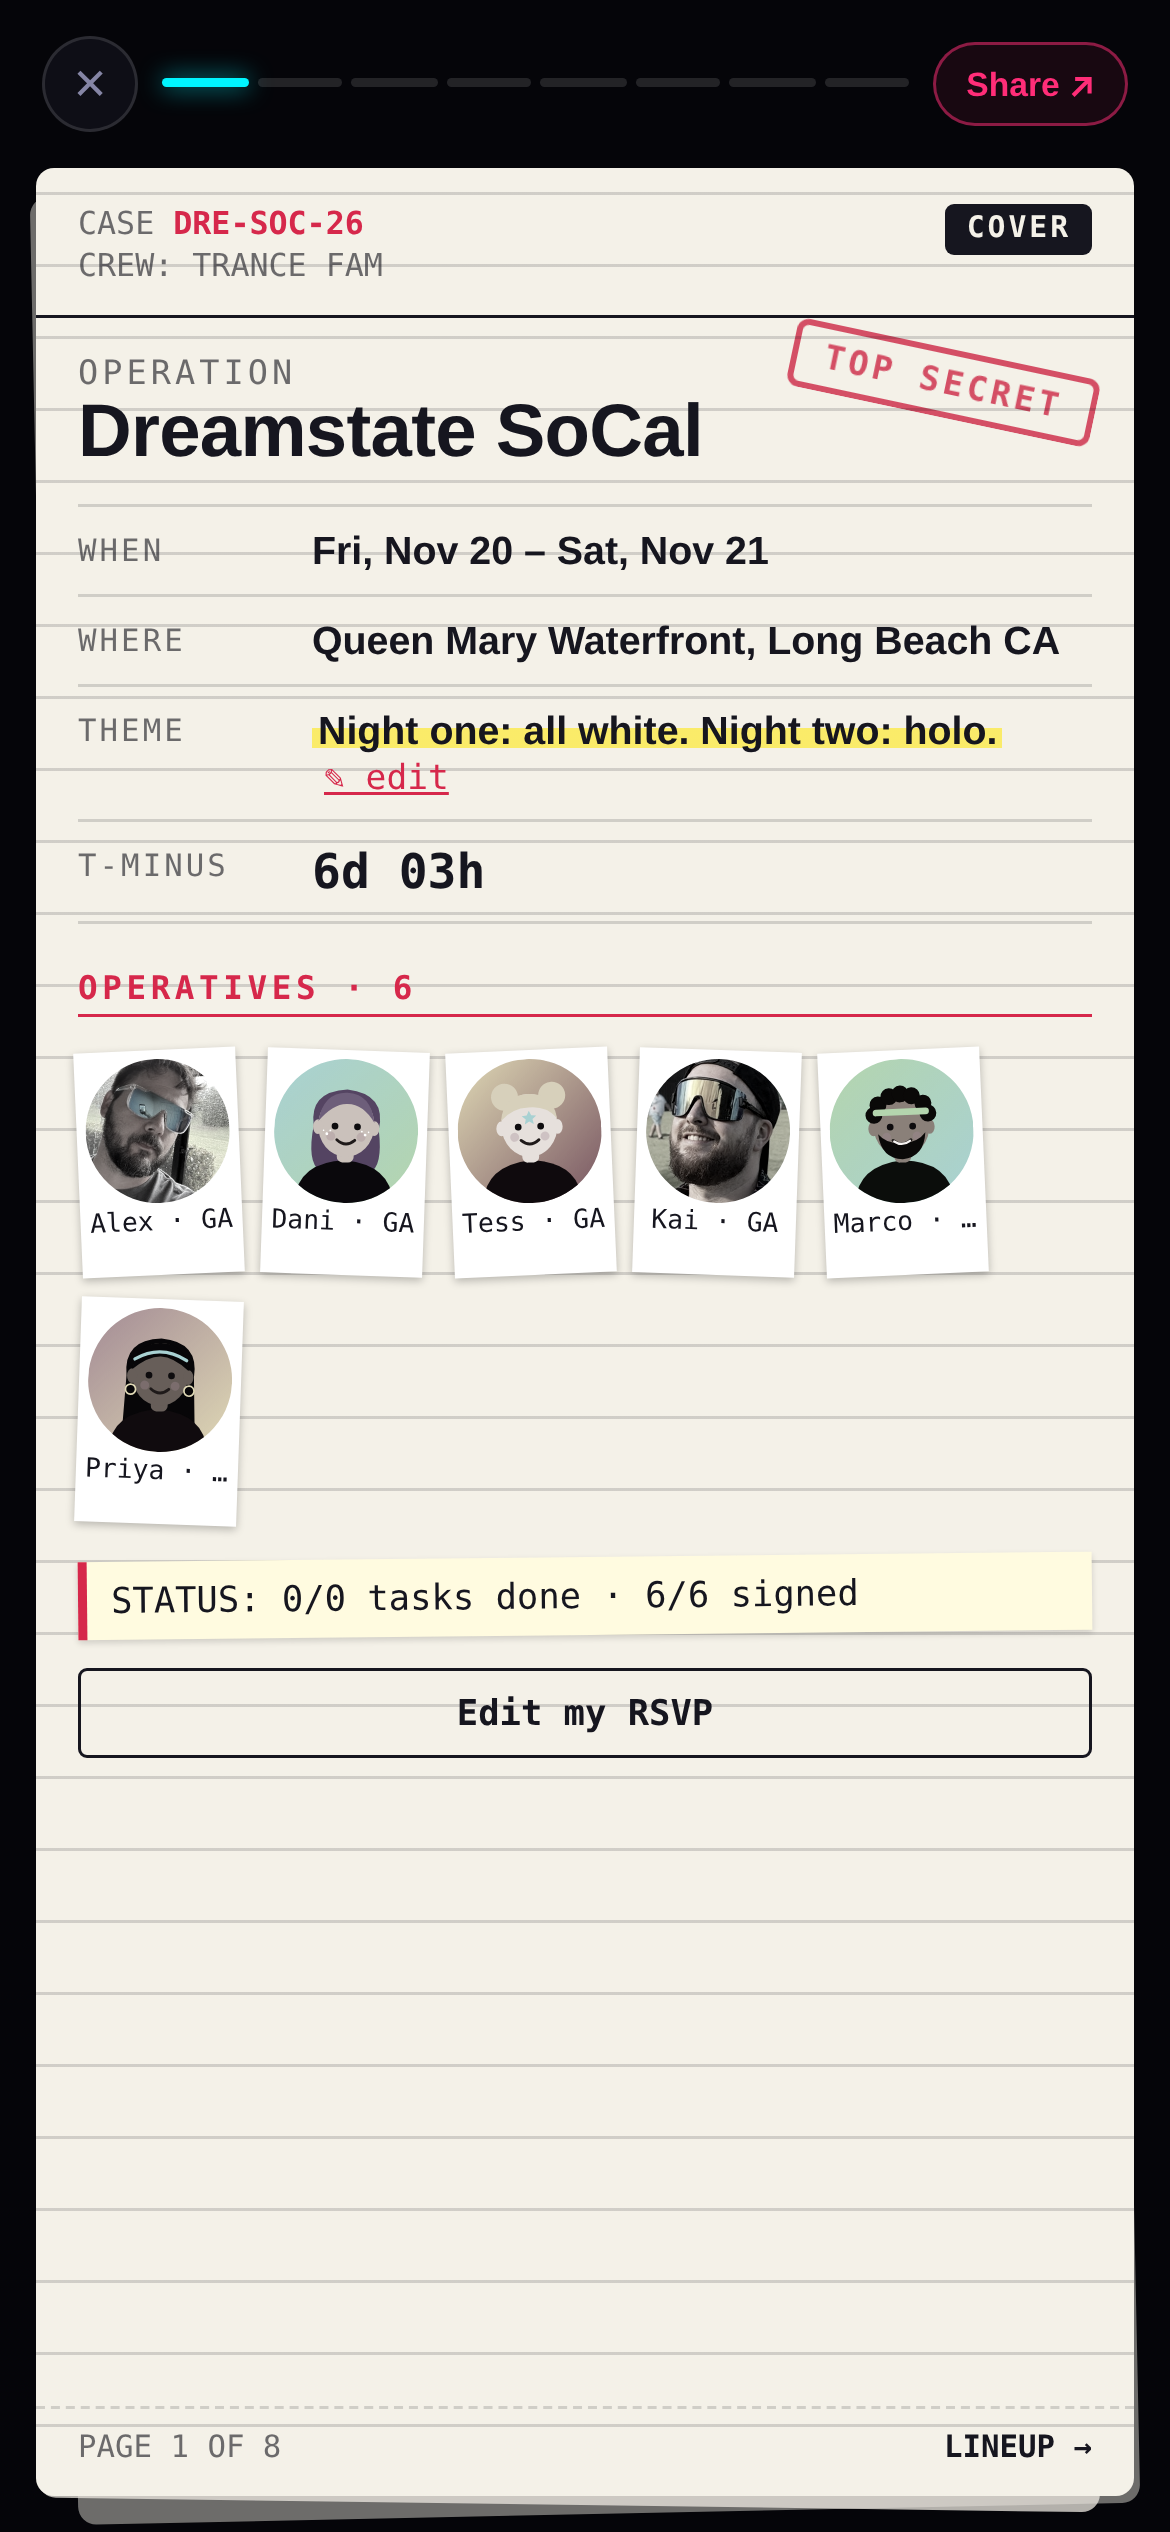 Share ↗
CASE DRE-SOC-26
CREW: TRANCE FAM
COVER
TOP SECRET
OPERATION
Dreamstate SoCal
WHEN Fri, Nov 20 – Sat, Nov 21
WHERE Queen Mary Waterfront, Long Beach CA
THEME Night one: all white. Night two: holo.
✎ edit
T-MINUS 6d 03h
OPERATIVES · 6
Alex · GA Dani · GA Tess · GA Kai · GA Marco · …
Priya · …
STATUS: 0/0 tasks done · 6/6 signed
Edit my RSVP
PAGE 1 OF 8 LINEUP →